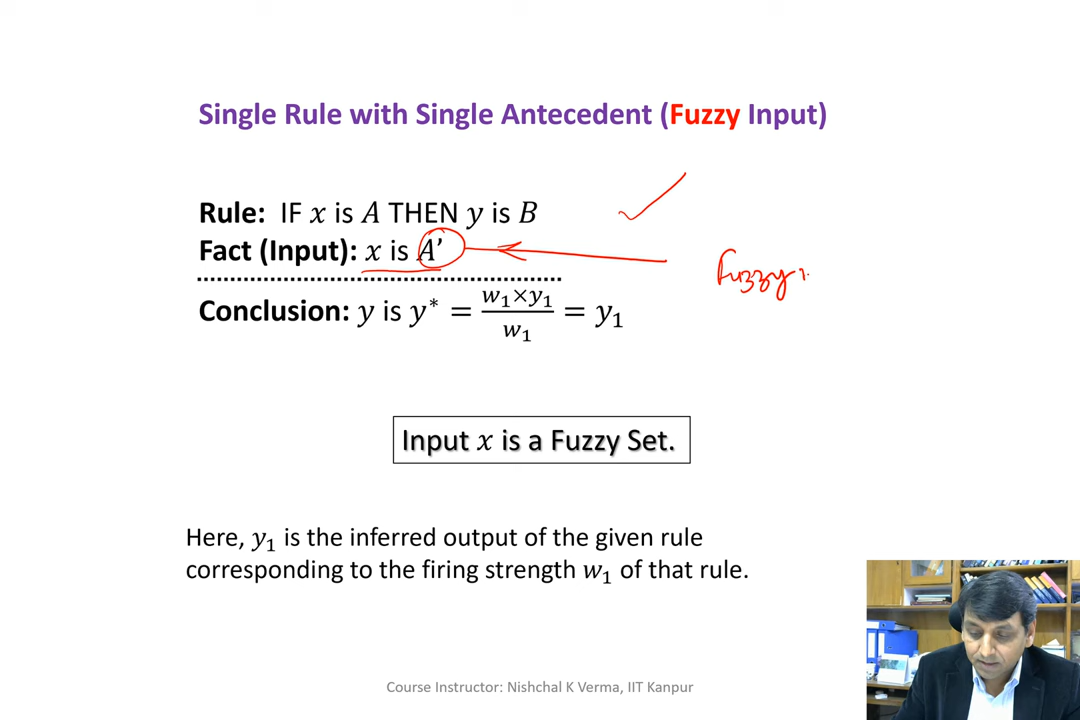 Single Rule with Single Antecedent (Fuzzy Input)
Rule: IF x is A THEN y is B
Fact (Input): x is A’
Fuzzy
Conclusion: y is y* = w₁×y₁/w₁ = y₁
Input x is a Fuzzy Set.
Here, y₁ is the inferred output of the given rule
corresponding to the firing strength w₁ of that rule.
Course Instructor: Nishchal K Verma, IIT Kanpur